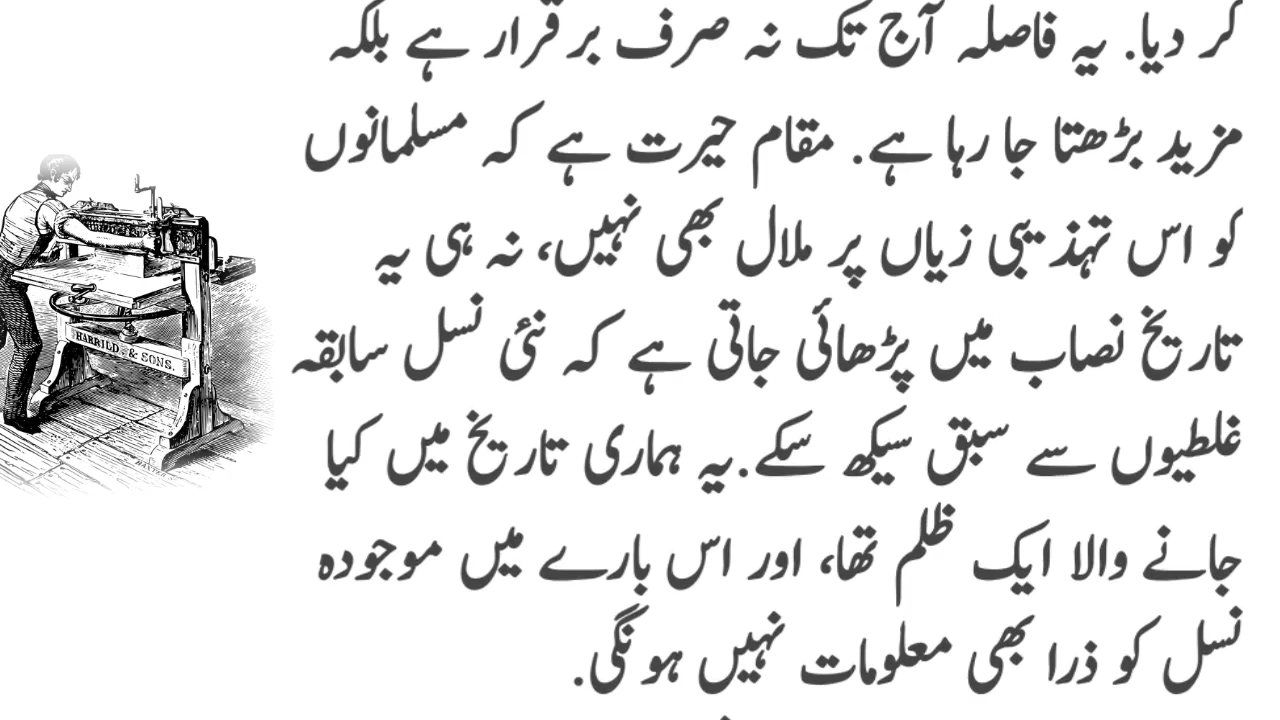 کر دیا. یہ فاصلہ آج تک نہ صرف برقرار ہے بلکہ
مزید بڑھتا جا رہا ہے. مقام حیرت ہے کہ مسلمانوں
کو اس تہذیبی زیاں پر ملال بھی نہیں، نہ ہی یہ
تاریخ نصاب میں پڑھائی جاتی ہے کہ نئی نسل سابقہ
غلطیوں سے سبق سیکھ سکے.یہ ہماری تاریخ میں کیا
جانے والا ایک ظلم تھا، اور اس بارے میں موجودہ
نسل کو ذرا بھی معلومات نہیں ہونگی.
HARRILD & SONS.